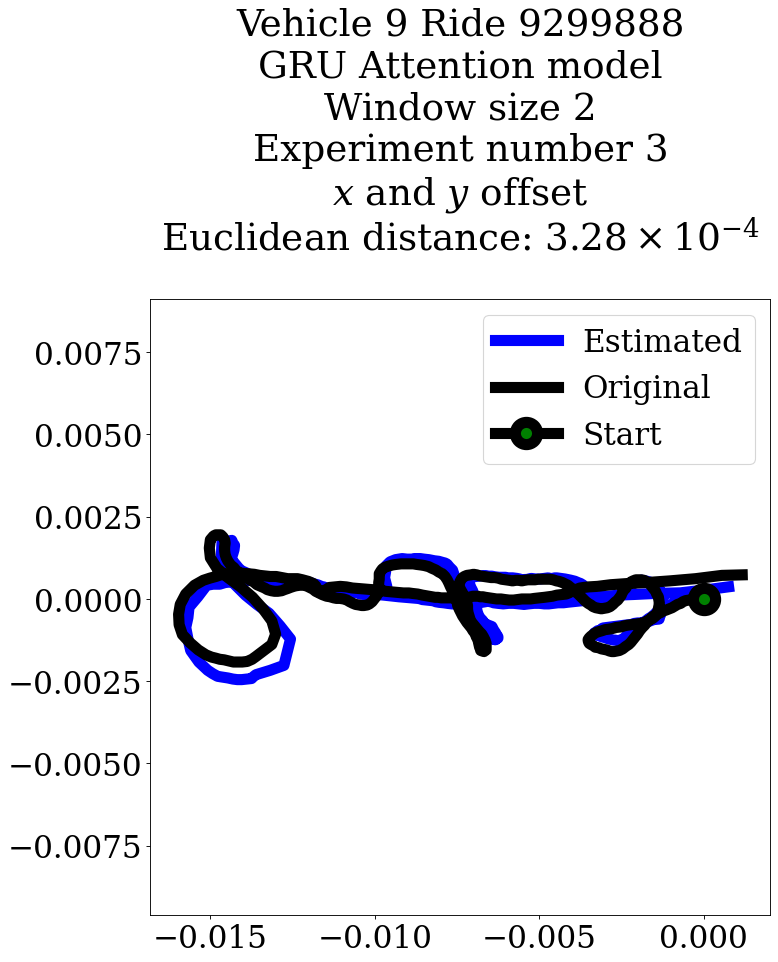 Vehicle 9 Ride 9299888
GRU Attention model
Window size 2
Experiment number 3
x and y offset
Euclidean distance: 3.28 × 10⁻⁴
Estimated
Original
Start
0.0075
0.0050
0.0025
0.0000
−0.0025
−0.0050
−0.0075
−0.015 −0.010 −0.005 0.000